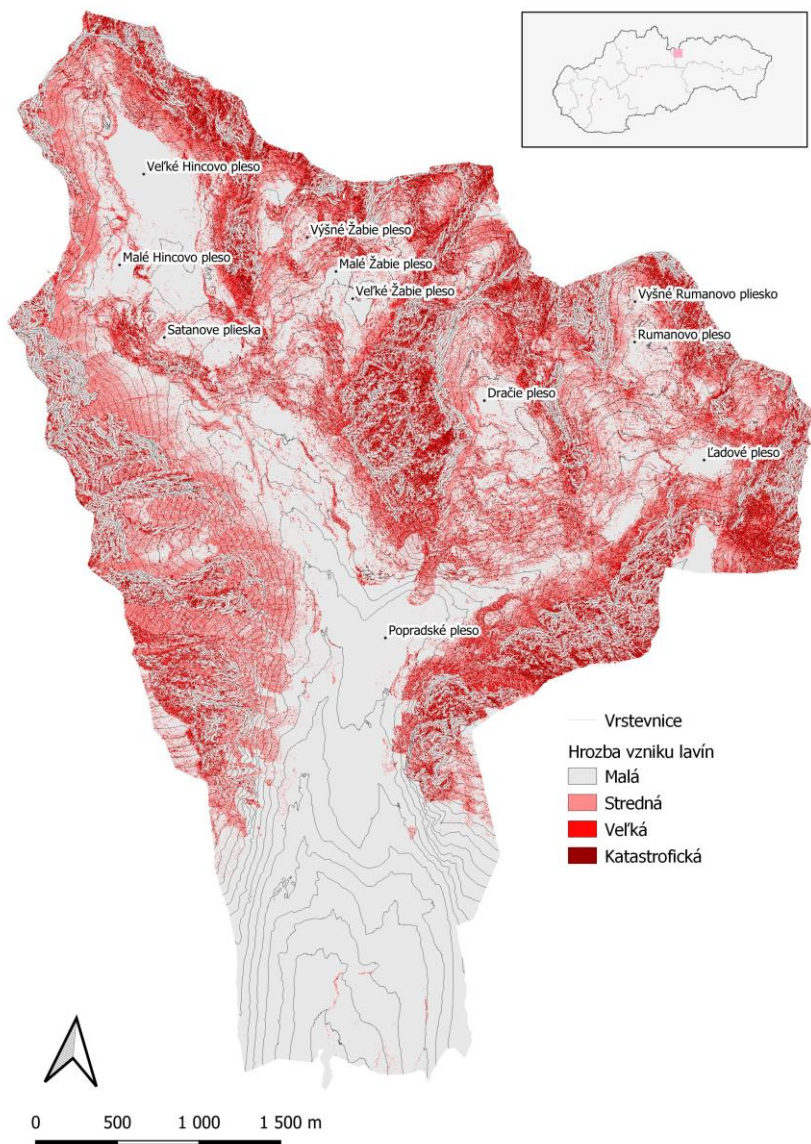 Veľké Hincovo pleso
Výšné Žabie pleso
Malé Hincovo pleso
Malé Žabie pleso
Veľké Žabie pleso
Vyšné Rumanovo pliesko
Satanove plieska
Rumanovo pleso
Dračie pleso
Ľadové pleso
Popradské pleso
Vrstevnice
Hrozba vzniku lavín
Malá
Stredná
Veľká
Katastrofická
0 500 1 000 1 500 m